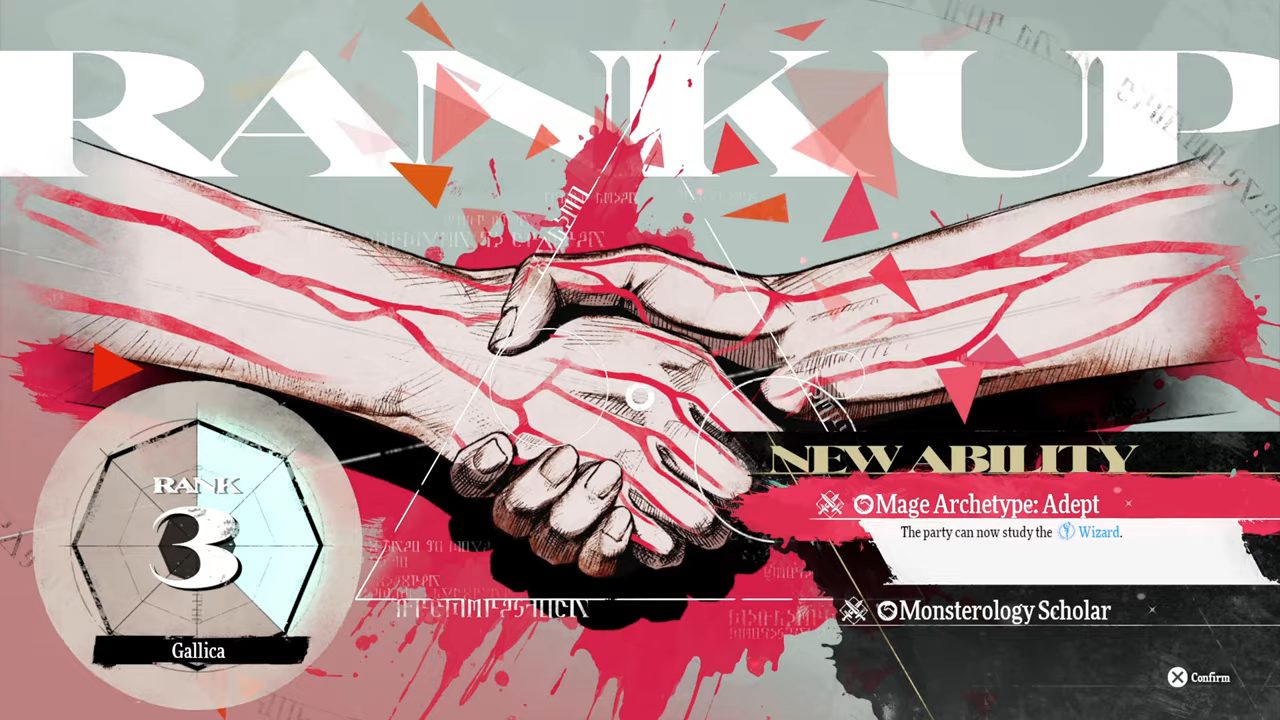 RANK UP
RANK
3
Gallica
NEW ABILITY
Mage Archetype: Adept
The party can now study the Wizard.
Monsterology Scholar
Confirm